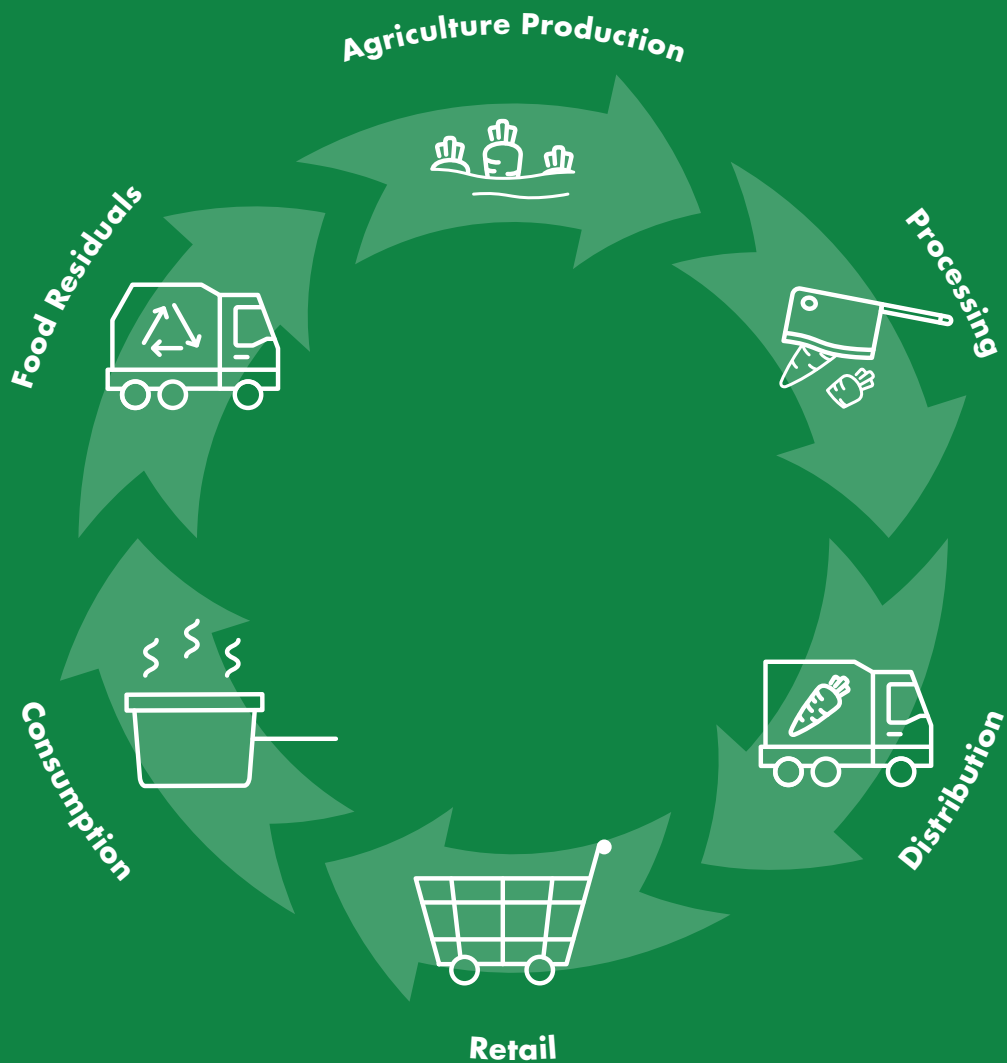 Agriculture Production
Processing
Distribution
Retail
Consumption
Food Residuals